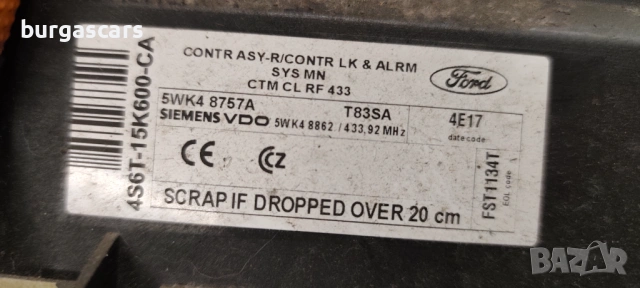 burgascars
CONTR ASY-R/CONTR LK & ALRM
SYS MN
CTM CL RF 433
Ford
5WK4 8757A T83SA
SIEMENS VDO 5WK4 8862 / 433,92 MHz
4E17
date code
CE CCZ
FST1134T
EOL code
SCRAP IF DROPPED OVER 20 cm
4S6T-15K600-CA
BAZAR